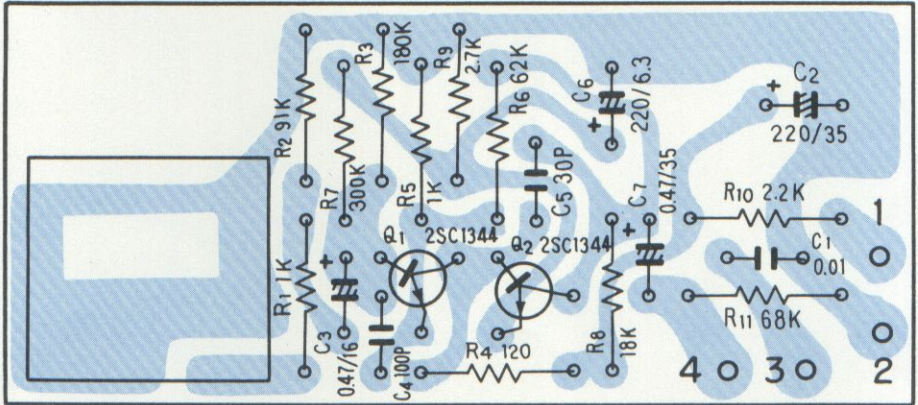 R2 91K
R7 300K
R3 180K
R5 1K
R9 2.7K
R6 62K
C5 30P
C6 220/6.3
+
C2
+
220/35
C7 0.47/35
+
R10 2.2K
1
C1
0.01
R11 68K
2
3
4
Q1 2SC1344
Q2 2SC1344
R1 1K
C3 0.47/16
+
C4 100P
R4 120
R8 18K